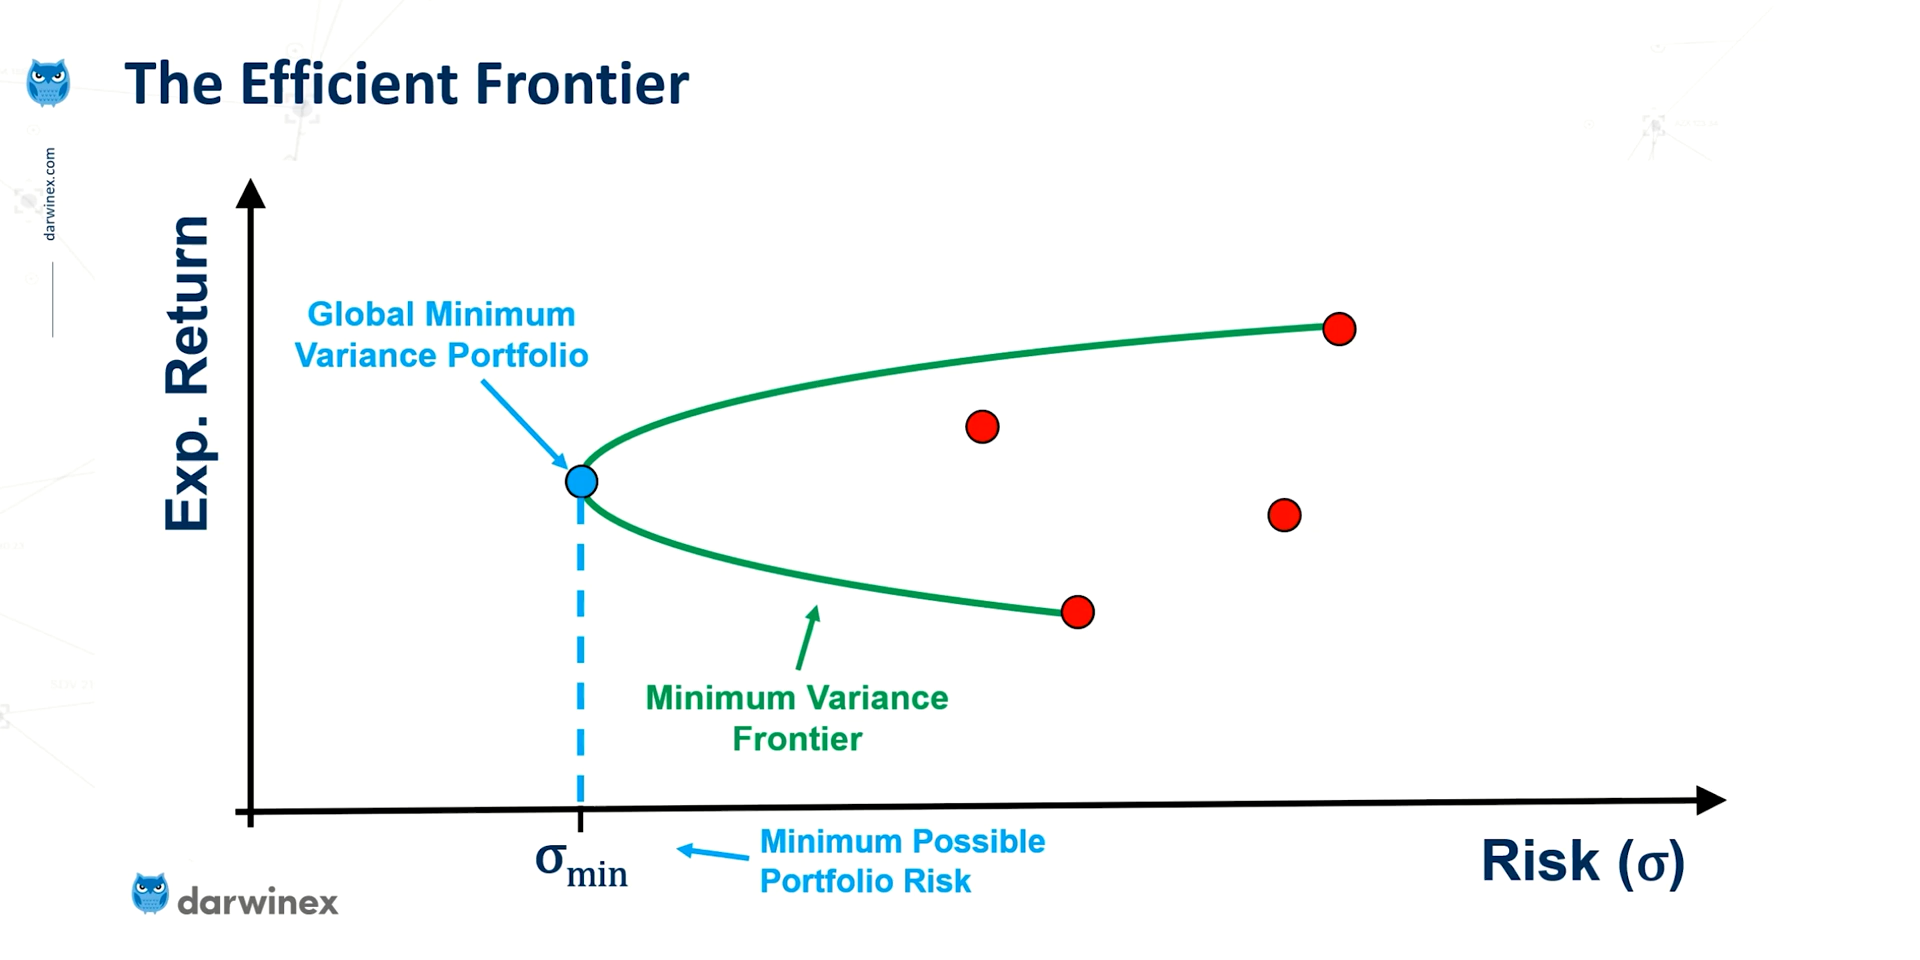 The Efficient Frontier
darwinex.com
Exp. Return
Global Minimum
Variance Portfolio
Minimum Variance
Frontier
σmin
Minimum Possible
Portfolio Risk
Risk (σ)
darwinex